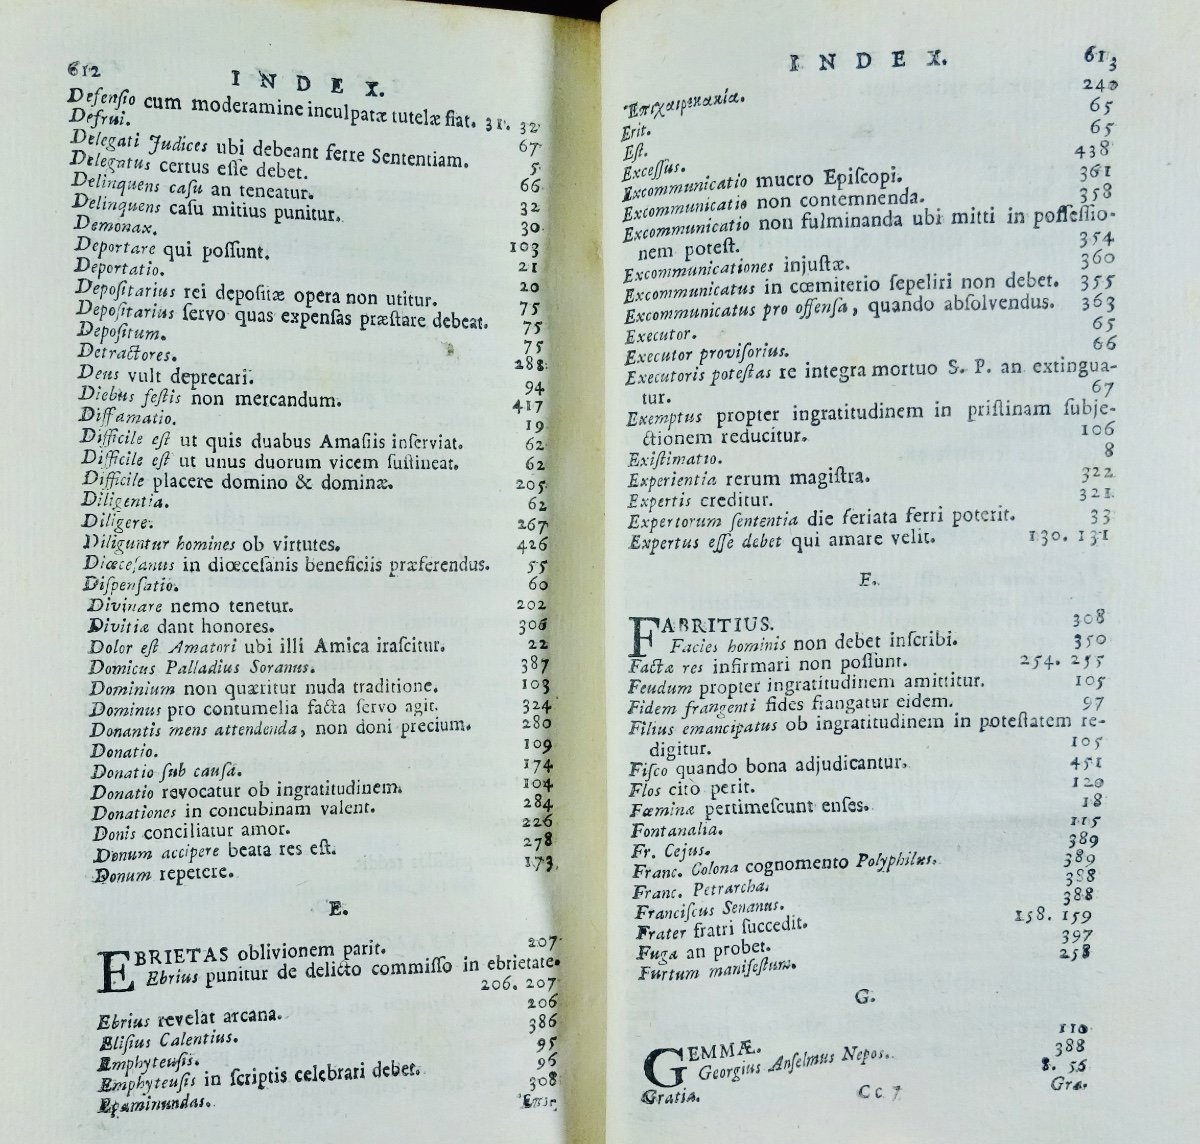 612
INDEX.
Defenſio cum moderamine inculpatæ tutelæ fiat. 31. 32
Defrui. 67
Delegati Judices ubi debeant ferre Sententiam. 5
Delegatus certus eſſe debet. 66
Delinquens caſu an teneatur. 32
Delinquens caſu mitius punitur. 30
Demonax. 103
Deportare qui poſſunt. 21
Deportatio. 20
Depoſitarius rei depoſitæ opera non utitur. 75
Depoſitarius ſervo quas expenſas præſtare debeat. 75
Depoſitum. 75
Detractores. 288
Deus vult deprecari. 94
Diebus feſtis non mercandum. 417
Diffamatio. 19
Difficile eſt ut quis duabus Amaſiis inſerviat. 62
Difficile eſt ut unus duorum vicem ſuſtineat. 62
Difficile placere domino & dominæ. 205
Diligentia. 62
Diligere. 267
Diliguntur homines ob virtutes. 426
Diœceſanus in diœceſanis beneficiis præferendus. 55
Diſpenſatio. 60
Divinare nemo tenetur. 202
Divitiæ dant honores. 306
Dolor eſt Amatori ubi illi Amica iraſcitur. 22
Domicus Palladius Soranus. 387
Dominium non quæritur nuda traditione. 103
Dominus pro contumelia facta ſervo agit. 324
Donantis mens attendenda, non doni precium. 280
Donatio. 109
Donatio ſub cauſa. 174
Donatio revocatur ob ingratitudinem. 104
Donationes in concubinam valent. 284
Donis conciliatur amor. 226
Donum accipere beata res eſt. 278
Donum repetere. 173
E.
EBRIETAS oblivionem parit. 207
Ebrius punitur de delicto commiſſo in ebrietate.
206. 207
Ebrius revelat arcana. 206
Eliſius Calentius. 386
Emphyteuſis. 95
Emphyteuſis in ſcriptis celebrari debet. 96
Epaminundas. 308
INDEX. 613
Ἐπιχαιρεκακία. 240
Erit. 65
Eſt. 65
Exceſſus. 438
Excommunicatio mucro Epiſcopi. 361
Excommunicatio non contemnenda. 358
Excommunicatio non fulminanda ubi mitti in poſſeſſio-
nem poteſt. 354
Excommunicationes injuſtæ. 360
Excommunicatus in cœmiterio ſepeliri non debet. 355
Excommunicatus pro offenſa, quando abſolvendus. 363
Executor. 65
Executor proviſorius. 66
Executoris poteſtas re integra mortuo S. P. an extingua-
tur. 67
Exemptus propter ingratitudinem in priſtinam ſubje-
ctionem reducitur. 106
Exiſtimatio. 8
Experientia rerum magiſtra. 322
Expertis creditur. 321
Expertorum ſententia die feriata ferri poterit. 33
Expertus eſſe debet qui amare velit. 130. 131
F.
FABRITIUS. 308
Facies hominis non debet inſcribi. 350
Factæ res infirmari non poſſunt. 254. 255
Feudum propter ingratitudinem amittitur. 105
Fidem frangenti fides frangatur eidem. 97
Filius emancipatus ob ingratitudinem in poteſtatem re-
digitur. 105
Fiſco quando bona adjudicantur. 451
Flos citò perit. 120
Fœminæ pertimeſcunt enſes. 18
Fontanalia. 115
Fr. Cejus. 389
Franc. Colona cognomento Polyphilus. 389
Franc. Petrarcha. 388
Franciſcus Senanus. 388
Frater fratri ſuccedit. 158. 159
Fuga an probet. 397
Furtum manifeſtum. 258
G.
GEMMÆ. 110
Georgius Anſelmus Nepos. 388
Gratia. 8. 56
Cc 7 Gra.